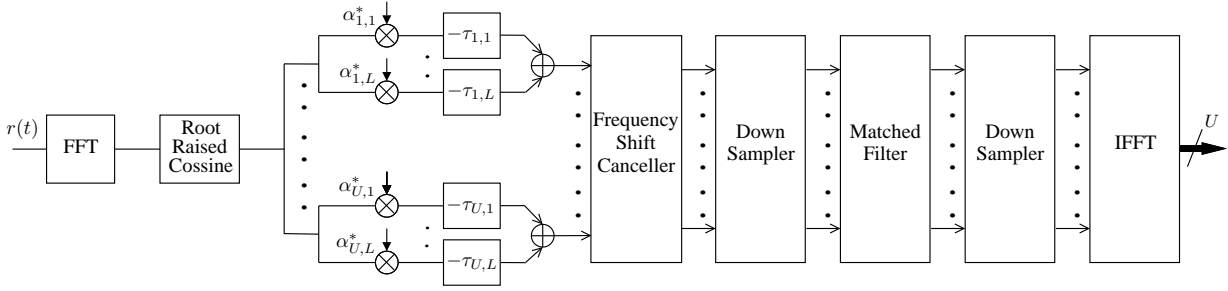 r(t)
FFT
Root
Raised
Cossine
α*₁,₁
−τ₁,₁
α*₁,L
−τ₁,L
α*U,1
−τU,1
α*U,L
−τU,L
Frequency
Shift
Canceller
Down
Sampler
Matched
Filter
Down
Sampler
IFFT
U